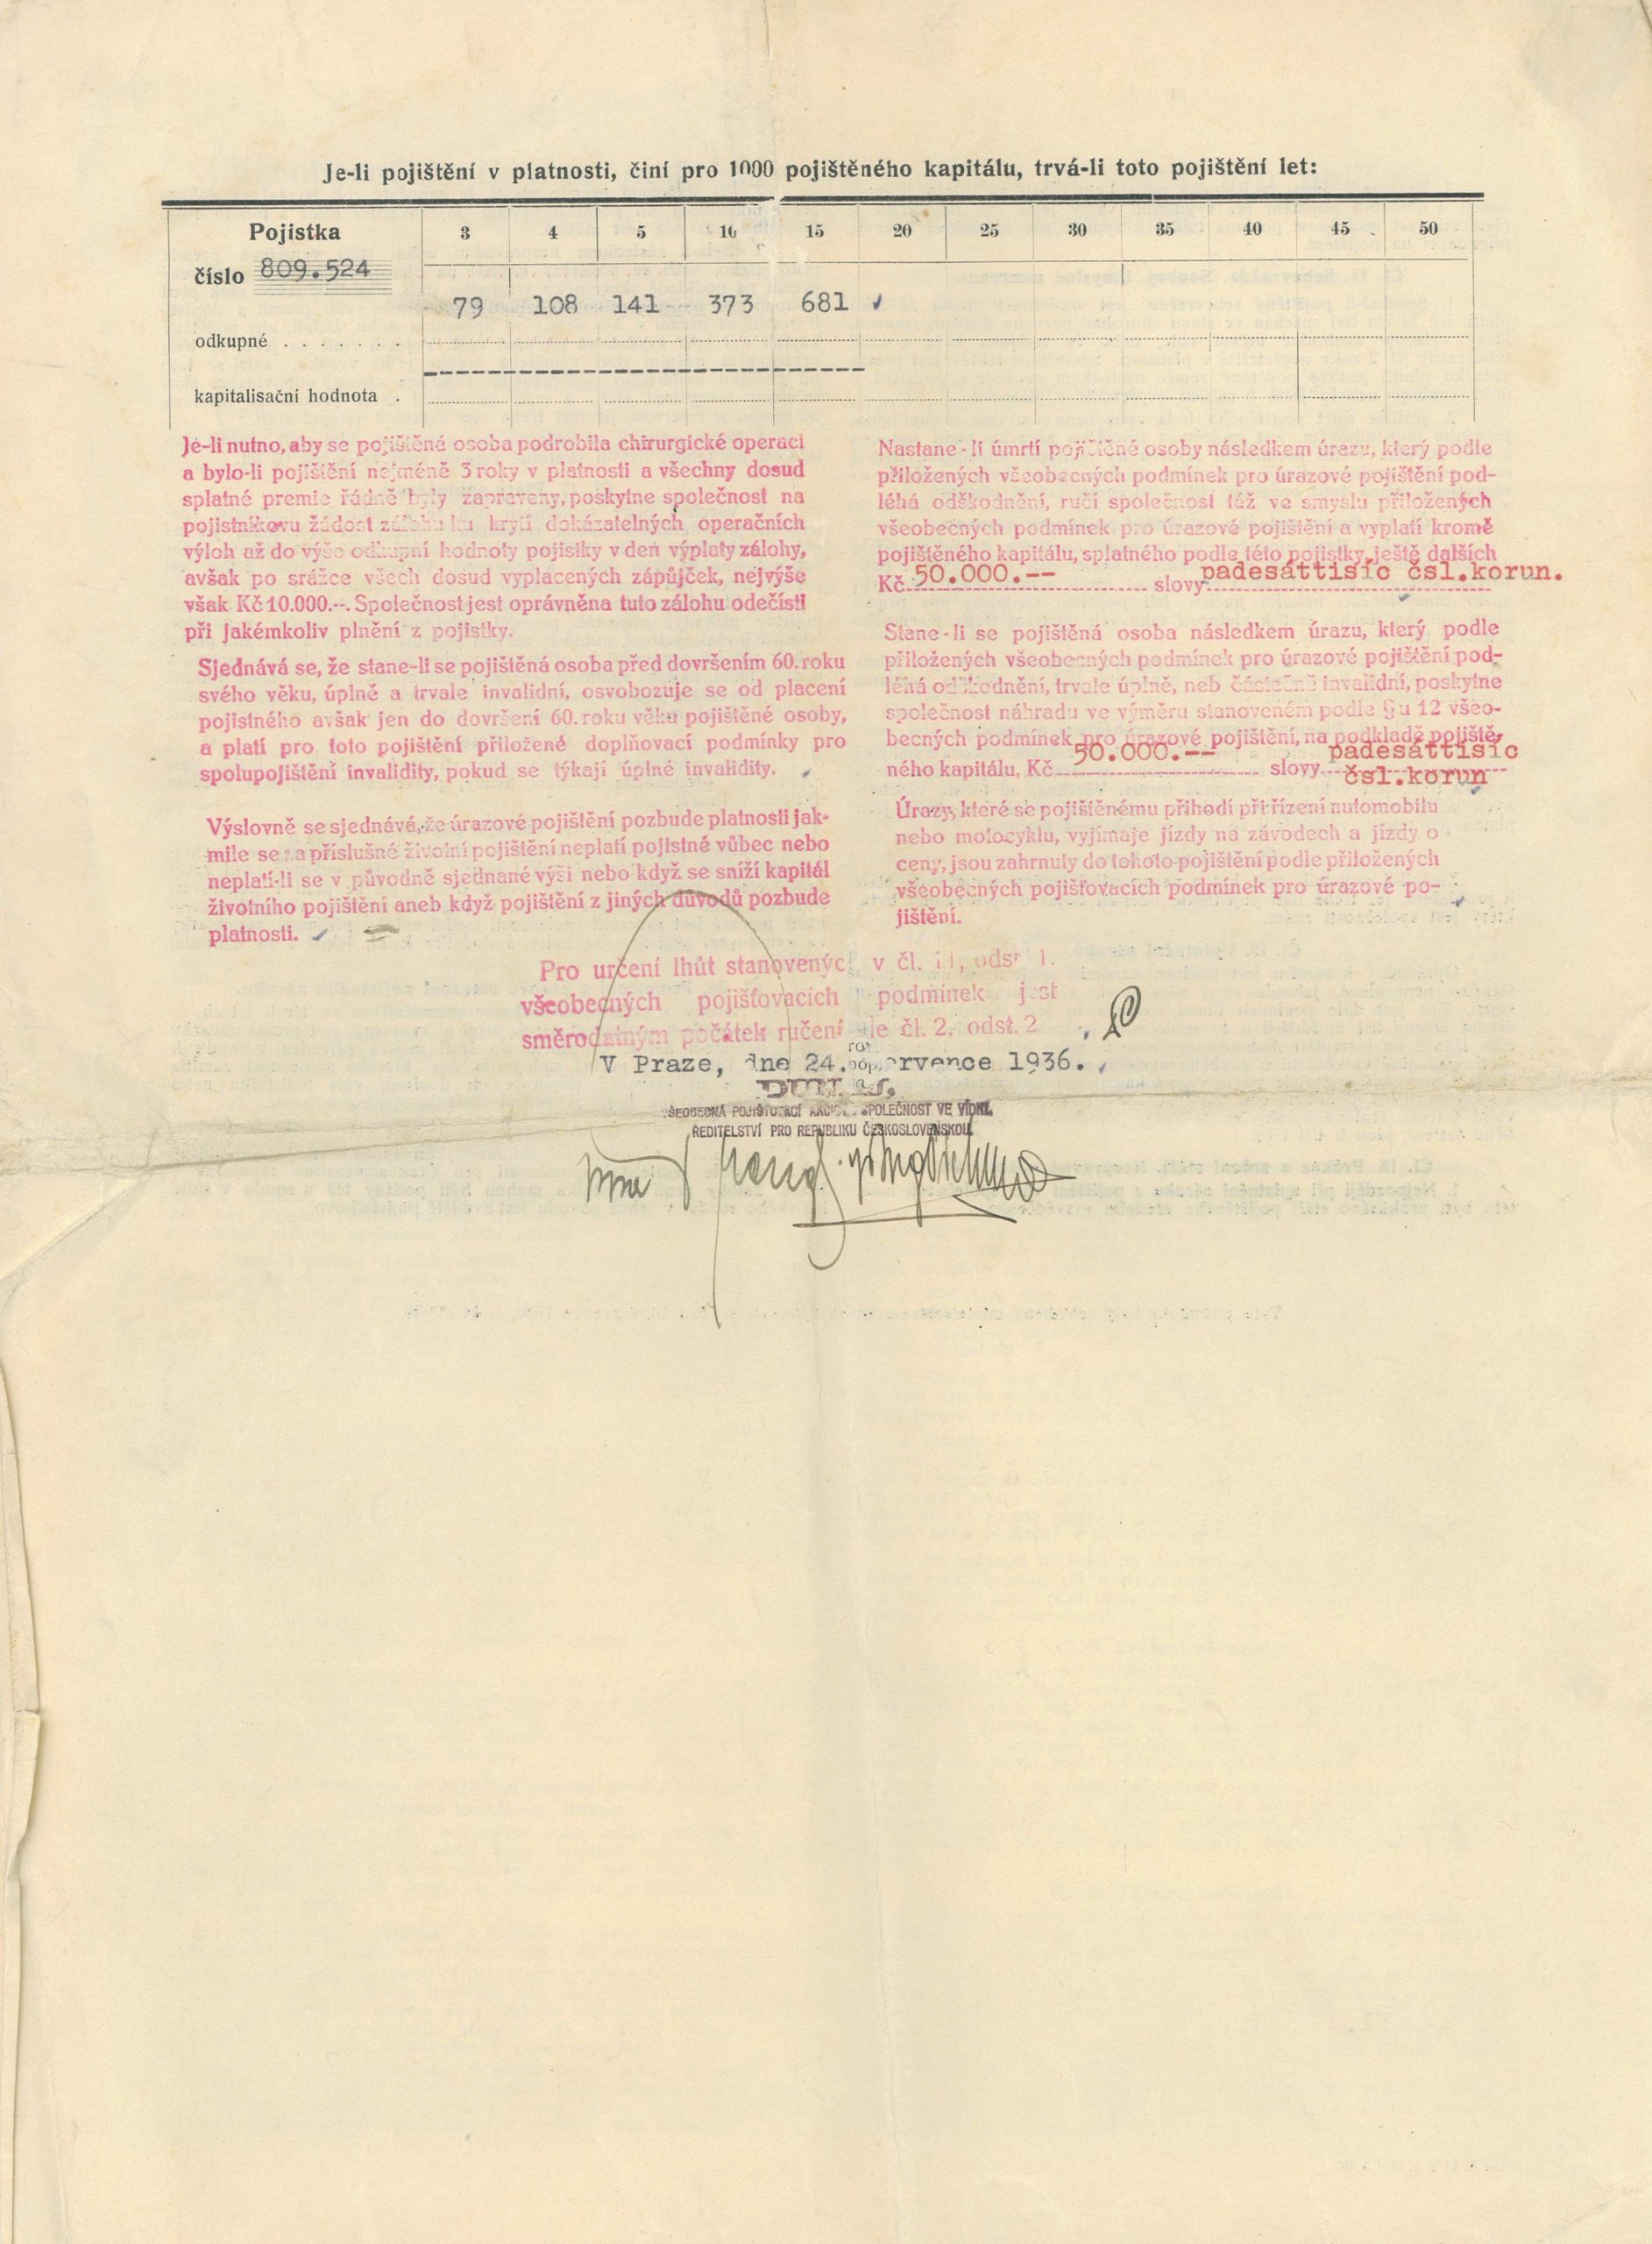 Je-li pojištění v platnosti, činí pro 1000 pojištěného kapitálu, trvá-li toto pojištění let:
Pojistka 3 4 5 10 15 20 25 30 35 40 45 50
číslo 809.524
79 108 141 373 681
odkupné . . . . . . .
kapitalisační hodnota .
Je-li nutno, aby se pojištěná osoba podrobila chirurgické operaci
a bylo-li pojištění nejméně 3 roky v platnosti a všechny dosud
splatné premie řádně byly zapraveny, poskytne společnost na
pojistníkovu žádost zálohu ku krytí dokázatelných operačních
výloh až do výše odkupní hodnoty pojistky v den výplaty zálohy,
avšak po srážce všech dosud vyplacených zápůjček, nejvýše
však Kč 10.000.--. Společnost jest oprávněna tuto zálohu odečísti
při jakémkoliv plnění z pojistky.
Sjednává se, že stane-li se pojištěná osoba před dovršením 60. roku
svého věku, úplně a trvale invalidní, osvobozuje se od placení
pojistného avšak jen do dovršení 60. roku věku pojištěné osoby,
a platí pro toto pojištění přiložené doplňovací podmínky pro
spolupojištění invalidity, pokud se týkají úplné invalidity.
Výslovně se sjednává, že úrazové pojištění pozbude platnosti jak-
mile se za příslušné životní pojištění neplatí pojistné vůbec nebo
neplatí-li se v původně sjednané výši nebo když se sníží kapitál
životního pojištění aneb když pojištění z jiných důvodů pozbude
platnosti.
Nastane-li úmrtí pojištěné osoby následkem úrazu, který podle
přiložených všeobecných podmínek pro úrazové pojištění pod-
léhá odškodnění, ručí společnost též ve smyslu přiložených
všeobecných podmínek pro úrazové pojištění a vyplatí kromě
pojištěného kapitálu, splatného podle této pojistky, ještě dalších
Kč 50.000.-- slovy padesáttisíc čsl.korun.
Stane-li se pojištěná osoba následkem úrazu, který podle
přiložených všeobecných podmínek pro úrazové pojištění pod-
léhá odškodnění, trvale úplně, neb částečně invalidní, poskytne
společnost náhradu ve výměru stanoveném podle §u 12 všeo-
becných podmínek pro úrazové pojištění, na podkladě pojiště-
ného kapitálu, Kč 50.000.-- slovy padesáttisíc
čsl.korun
Úrazy, které se pojištěnému přihodí při řízení automobilu
nebo motocyklu, vyjímaje jízdy na závodech a jízdy o
ceny, jsou zahrnuty do tohoto pojištění podle přiložených
všeobecných pojišťovacích podmínek pro úrazové po-
jištění.
Pro určení lhůt stanovených v čl. 11, odst 1.
všeobecných pojišťovacích podmínek jest
směrodatným počátek ručení dle čl. 2. odst. 2
V Praze, dne 24. července 1936.
VŠEOBECNÁ POJIŠŤOVACÍ AKCIOVÁ SPOLEČNOST VE VÍDNI,
ŘEDITELSTVÍ PRO REPUBLIKU ČESKOSLOVENSKOU